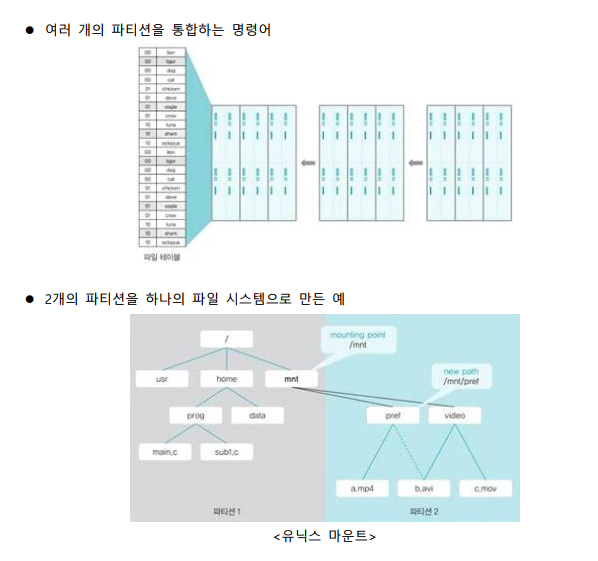 ● 여러 개의 파티션을 통합하는 명령어
00 lion
00 tiger
00 dog
00 cat
01 chicken
01 dove
01 eagle
01 crow
10 tuna
10 shark
10 octopus
00 lion
00 tiger
00 dog
00 cat
01 chicken
01 dove
01 eagle
01 crow
10 tuna
10 shark
10 octopus
파일 테이블
● 2개의 파티션을 하나의 파일 시스템으로 만든 예
/
mounting point
/mnt
usr
home
mnt
new path
/mnt/pref
prog
data
pref
video
main,c
sub1,c
a,mp4
b,avi
c,mov
파티션 1
파티션 2
<유닉스 마운트>